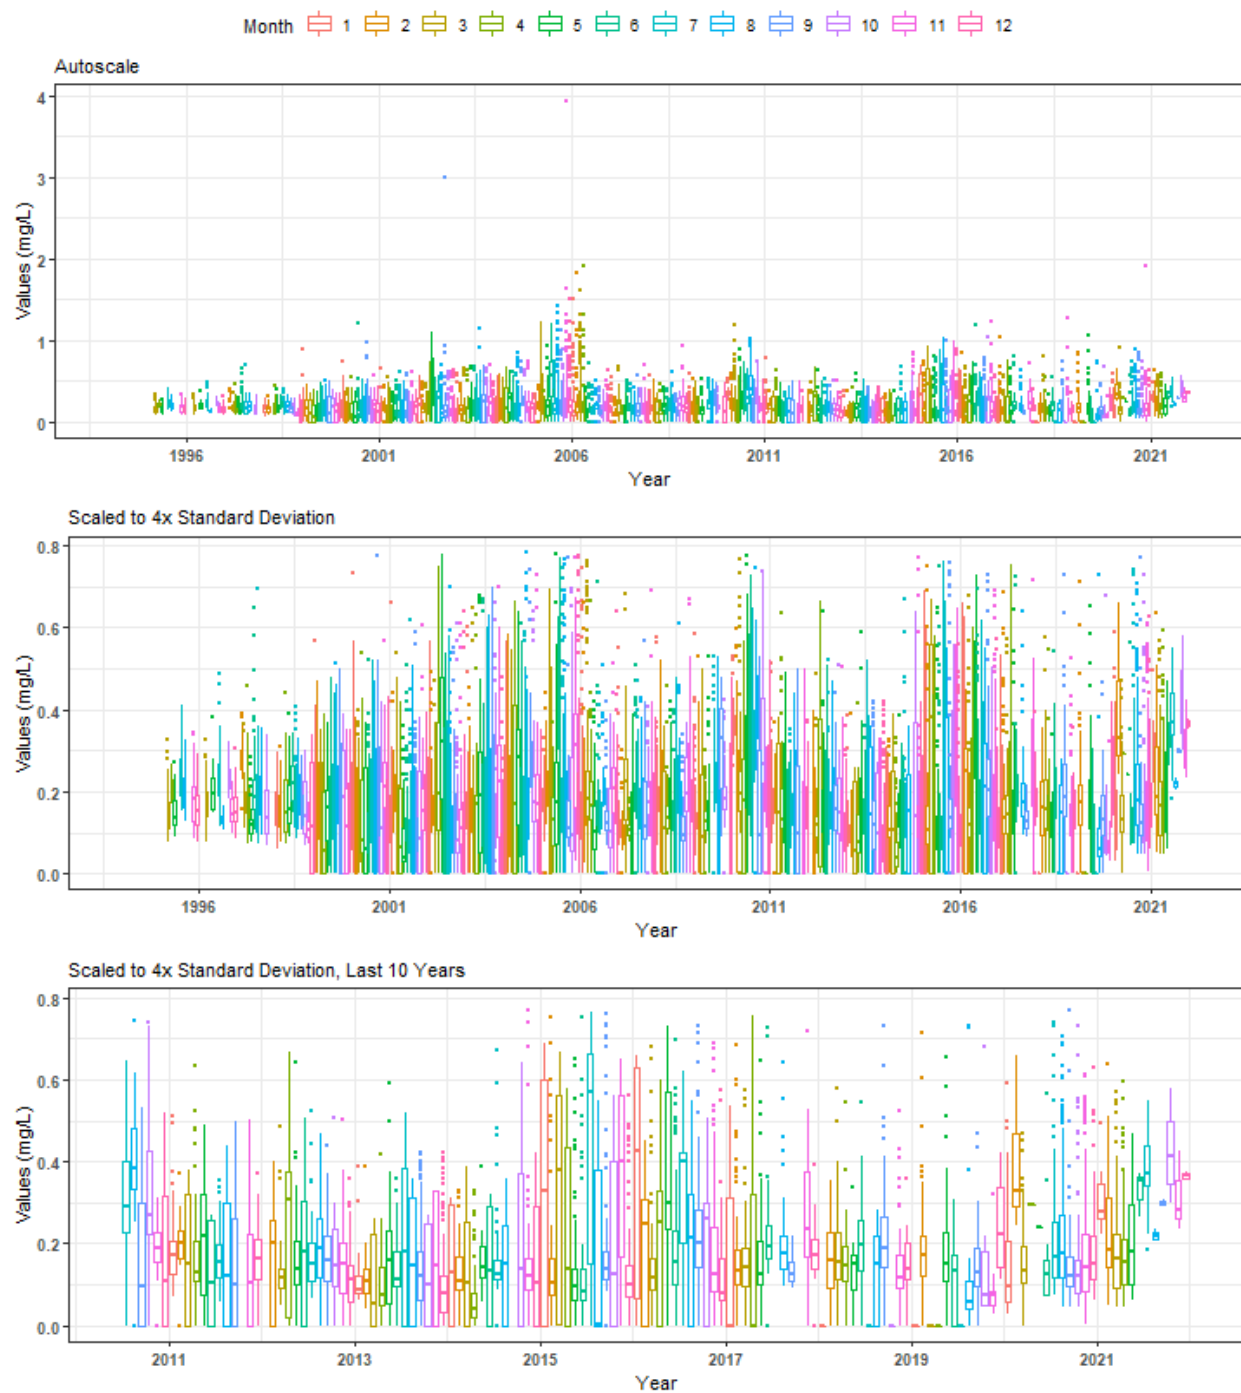 Month 1 2 3 4 5 6 7 8 9 10 11 12
Autoscale
4
3
2
1
0
Values (mg/L)
1996 2001 2006 2011 2016 2021
Year
Scaled to 4x Standard Deviation
0.8
0.6
0.4
0.2
0.0
Values (mg/L)
1996 2001 2006 2011 2016 2021
Year
Scaled to 4x Standard Deviation, Last 10 Years
0.8
0.6
0.4
0.2
0.0
Values (mg/L)
2011 2013 2015 2017 2019 2021
Year